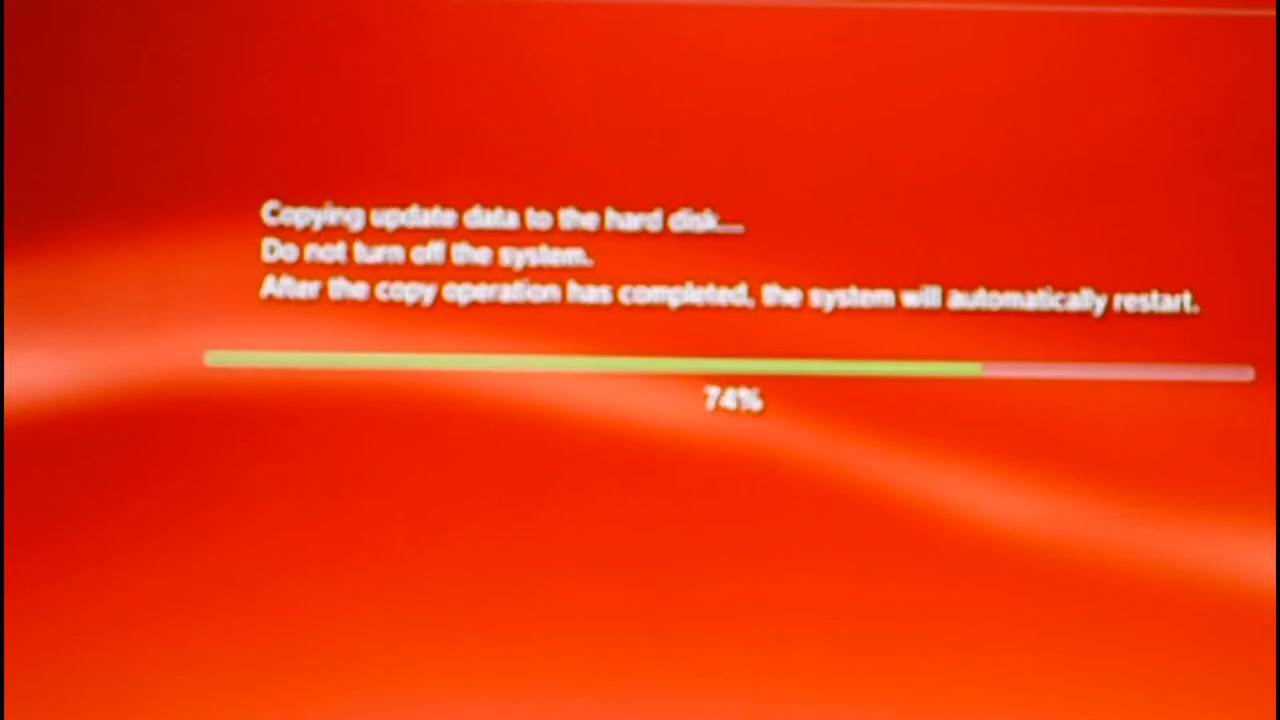 Copying update data to the hard disk...
Do not turn off the system.
After the copy operation has completed, the system will automatically restart.
74%